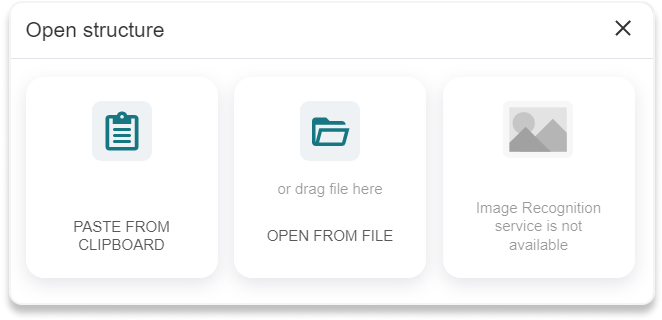 Open structure
PASTE FROM
CLIPBOARD
or drag file here
OPEN FROM FILE
Image Recognition
service is not
available